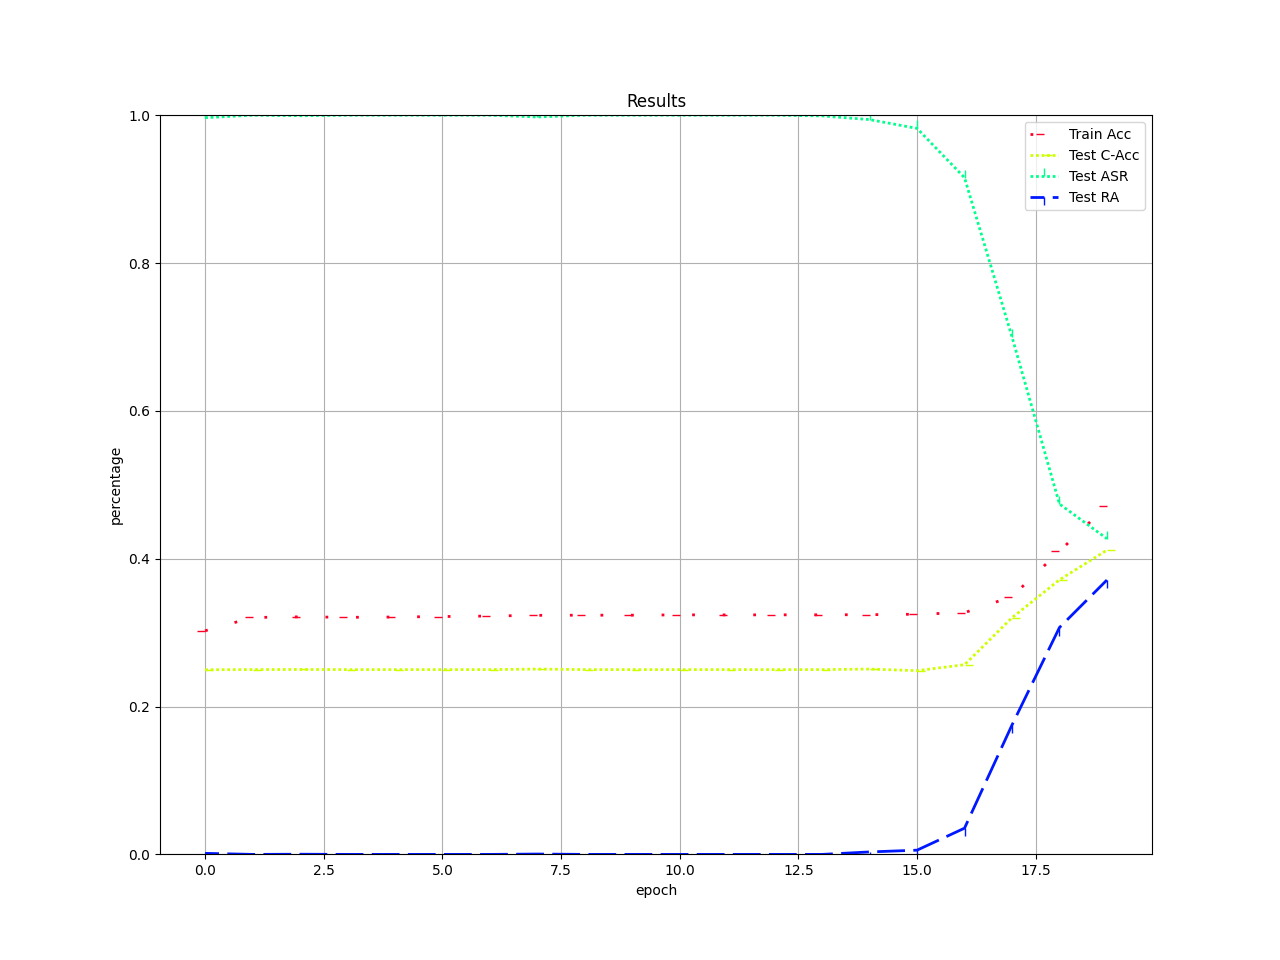 Results
1.0
0.8
0.6
0.4
0.2
0.0
percentage
Train Acc
Test C-Acc
Test ASR
Test RA
0.0 2.5 5.0 7.5 10.0 12.5 15.0 17.5
epoch